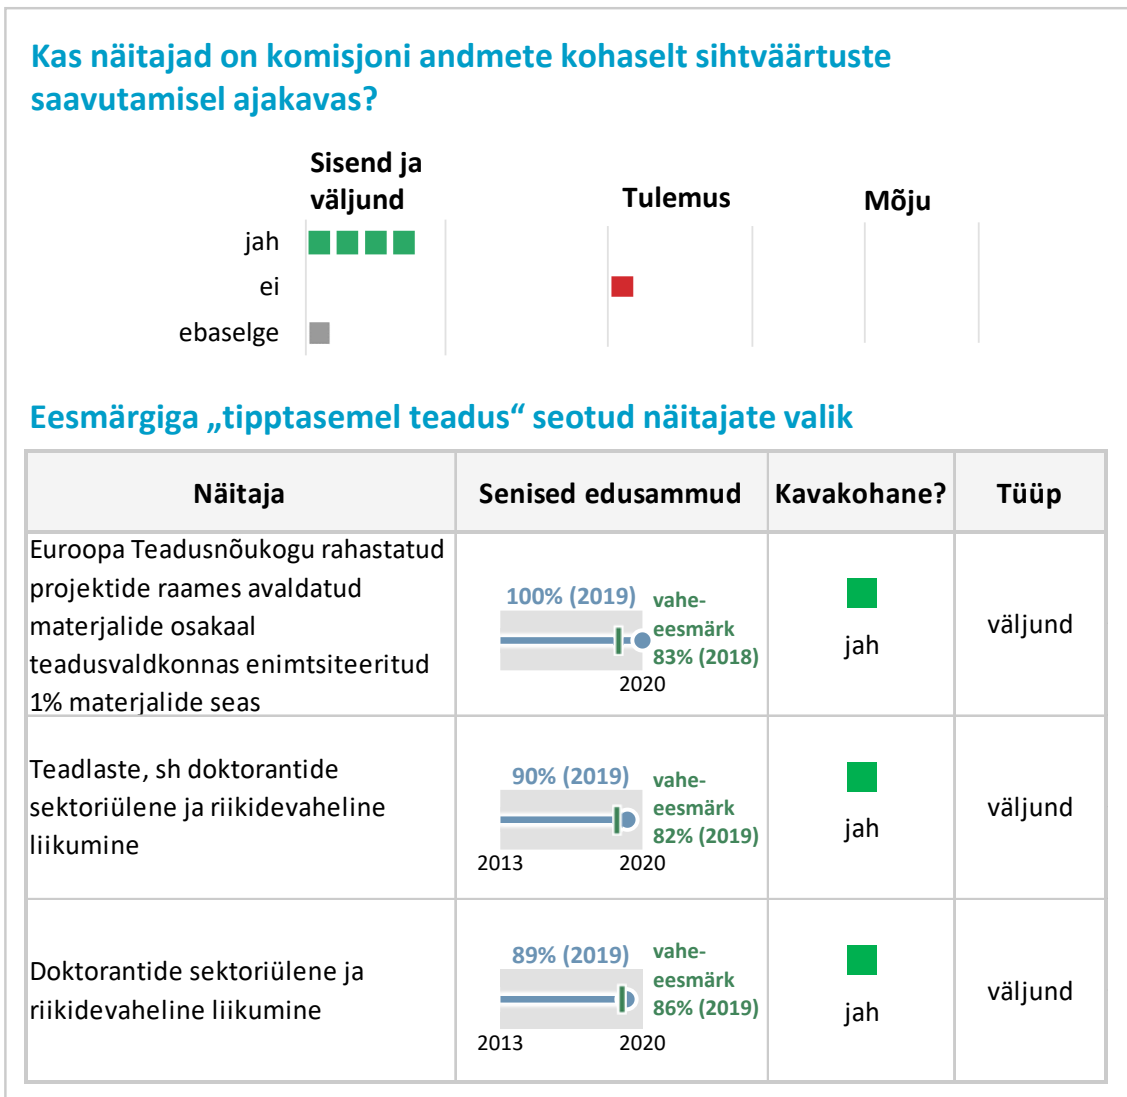 Kas näitajad on komisjoni andmete kohaselt sihtväärtuste
saavutamisel ajakavas?
Sisend ja
väljund
Tulemus
Mõju
jah
ei
ebaselge
Eesmärgiga „tipptasemel teadus“ seotud näitajate valik
Näitaja
Senised edusammud
Kavakohane?
Tüüp
Euroopa Teadusnõukogu rahastatud
projektide raames avaldatud
materjalide osakaal
teadusvaldkonnas enimtsiteeritud
1% materjalide seas
100% (2019)
vahe-
eesmärk
83% (2018)
2020
jah
väljund
Teadlaste, sh doktorantide
sektoriülene ja riikidevaheline
liikumine
90% (2019)
vahe-
eesmärk
82% (2019)
2013
2020
jah
väljund
Doktorantide sektoriülene ja
riikidevaheline liikumine
89% (2019)
vahe-
eesmärk
86% (2019)
2013
2020
jah
väljund